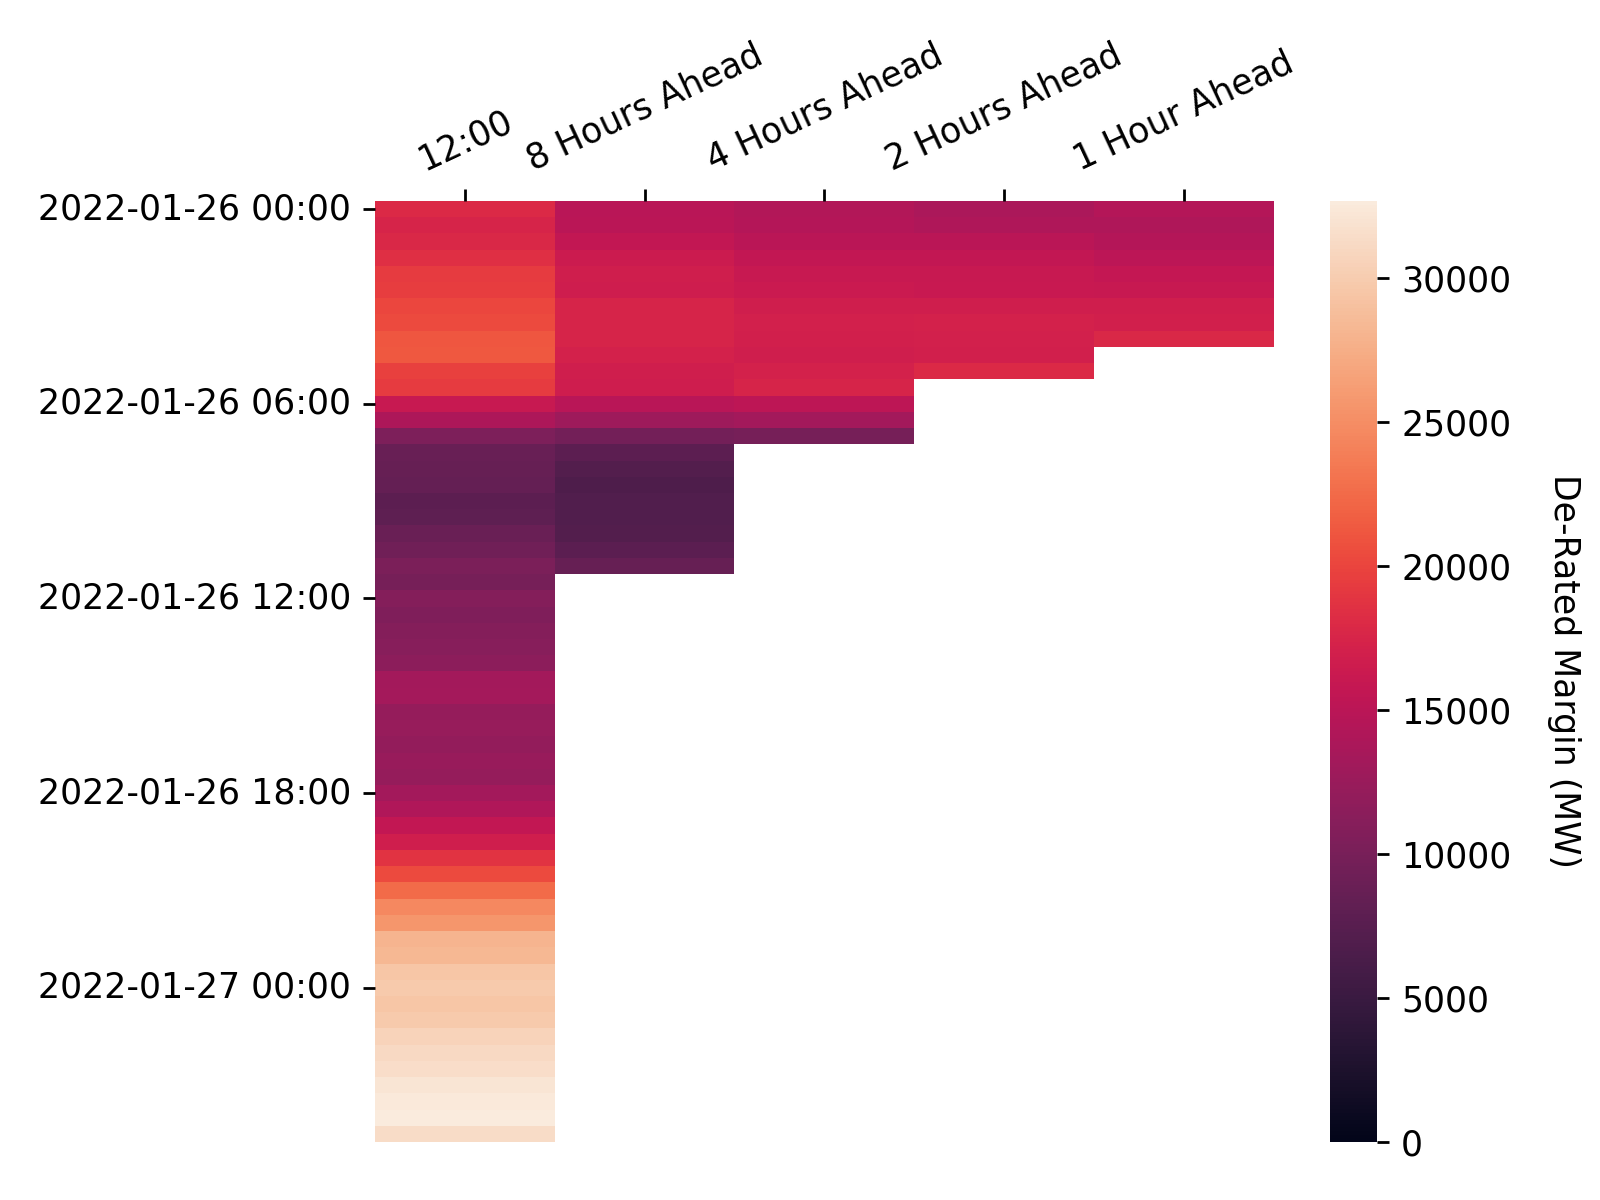 12:00
8 Hours Ahead
4 Hours Ahead
2 Hours Ahead
1 Hour Ahead
2022-01-26 00:00
2022-01-26 06:00
2022-01-26 12:00
2022-01-26 18:00
2022-01-27 00:00
30000
25000
20000
15000
10000
5000
0
De-Rated Margin (MW)